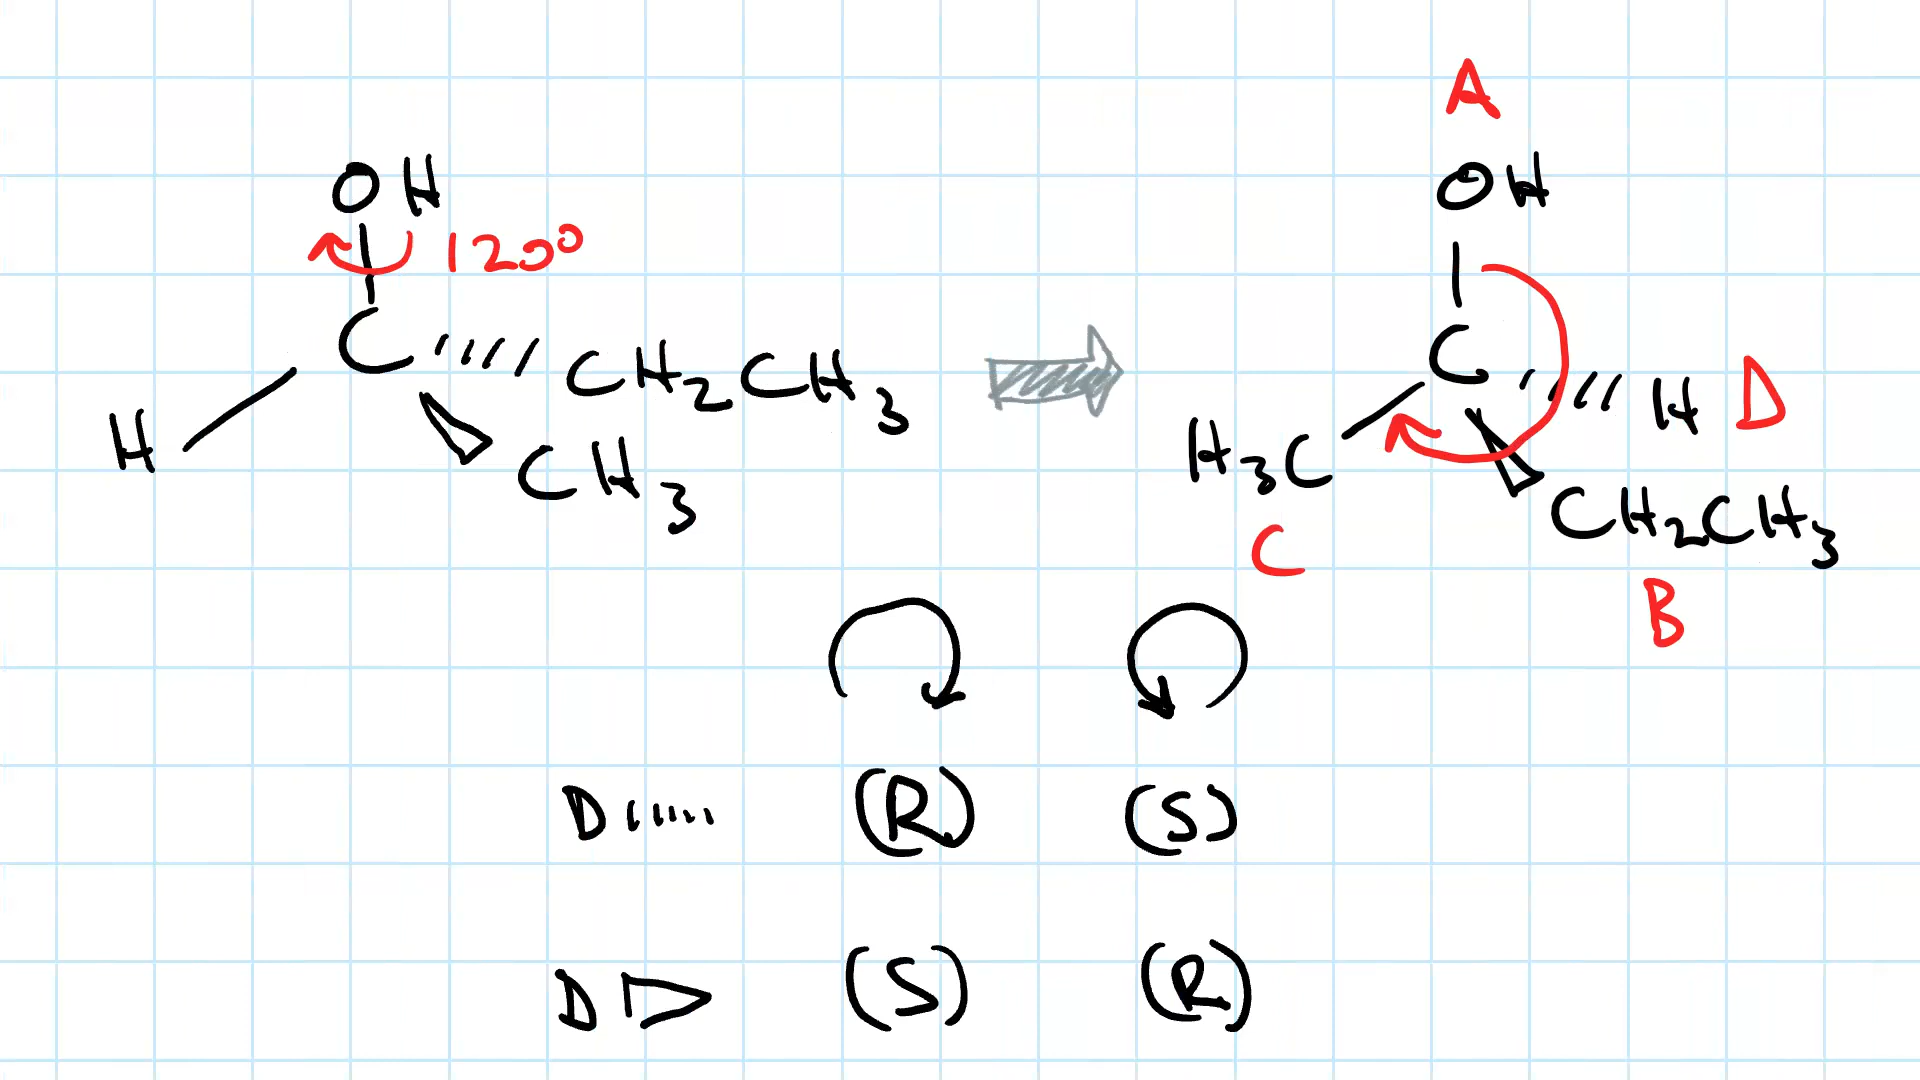 A
OH OH
120°
C CH₂CH₃ C H D
H CH₃ H₃C CH₂CH₃
C B
D (R) (S)
D (S) (R)